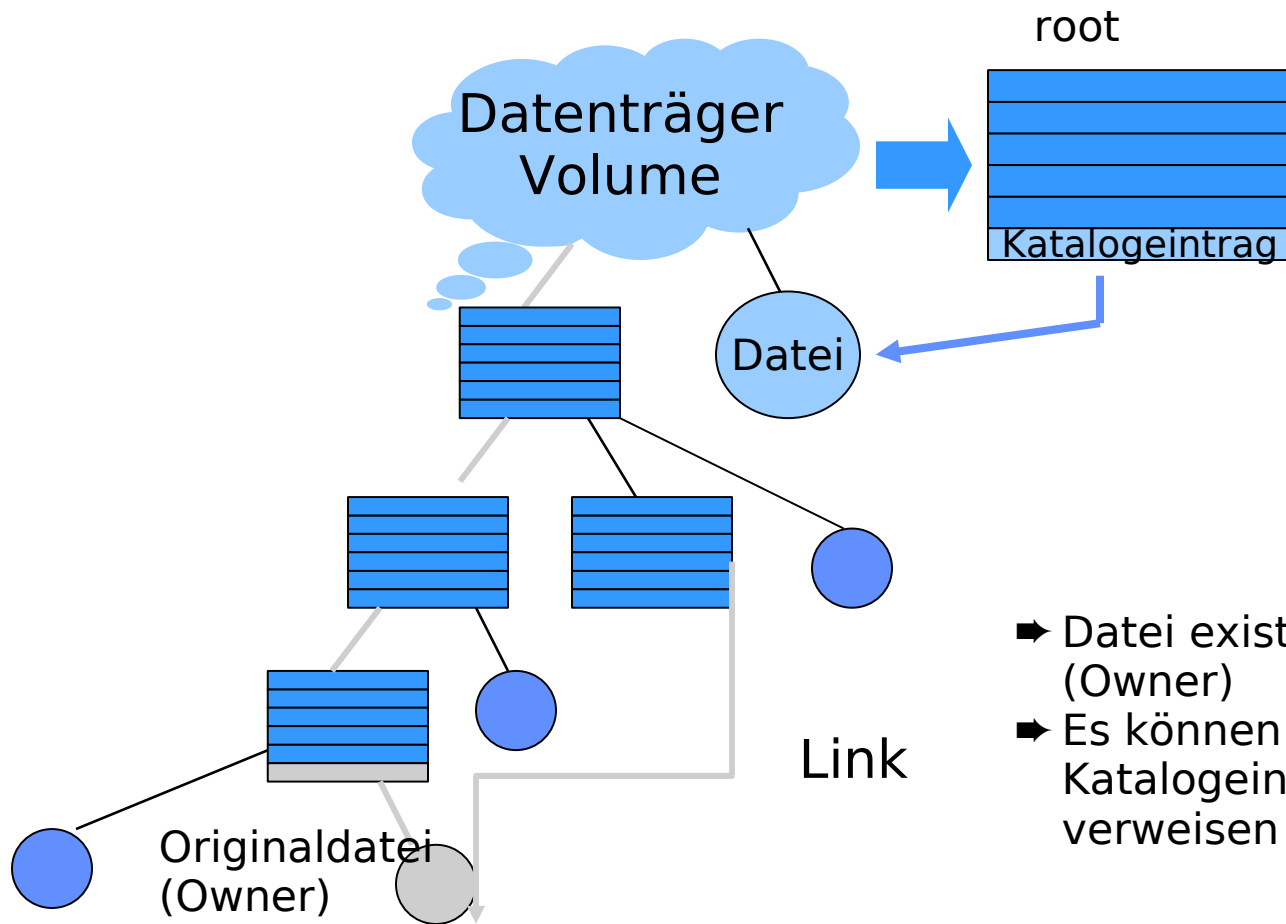 root
Datenträger
Volume
Katalogeintrag
Datei
Link
Originaldatei
(Owner)
Datei exist
(Owner)
Es können
Katalogein
verweisen